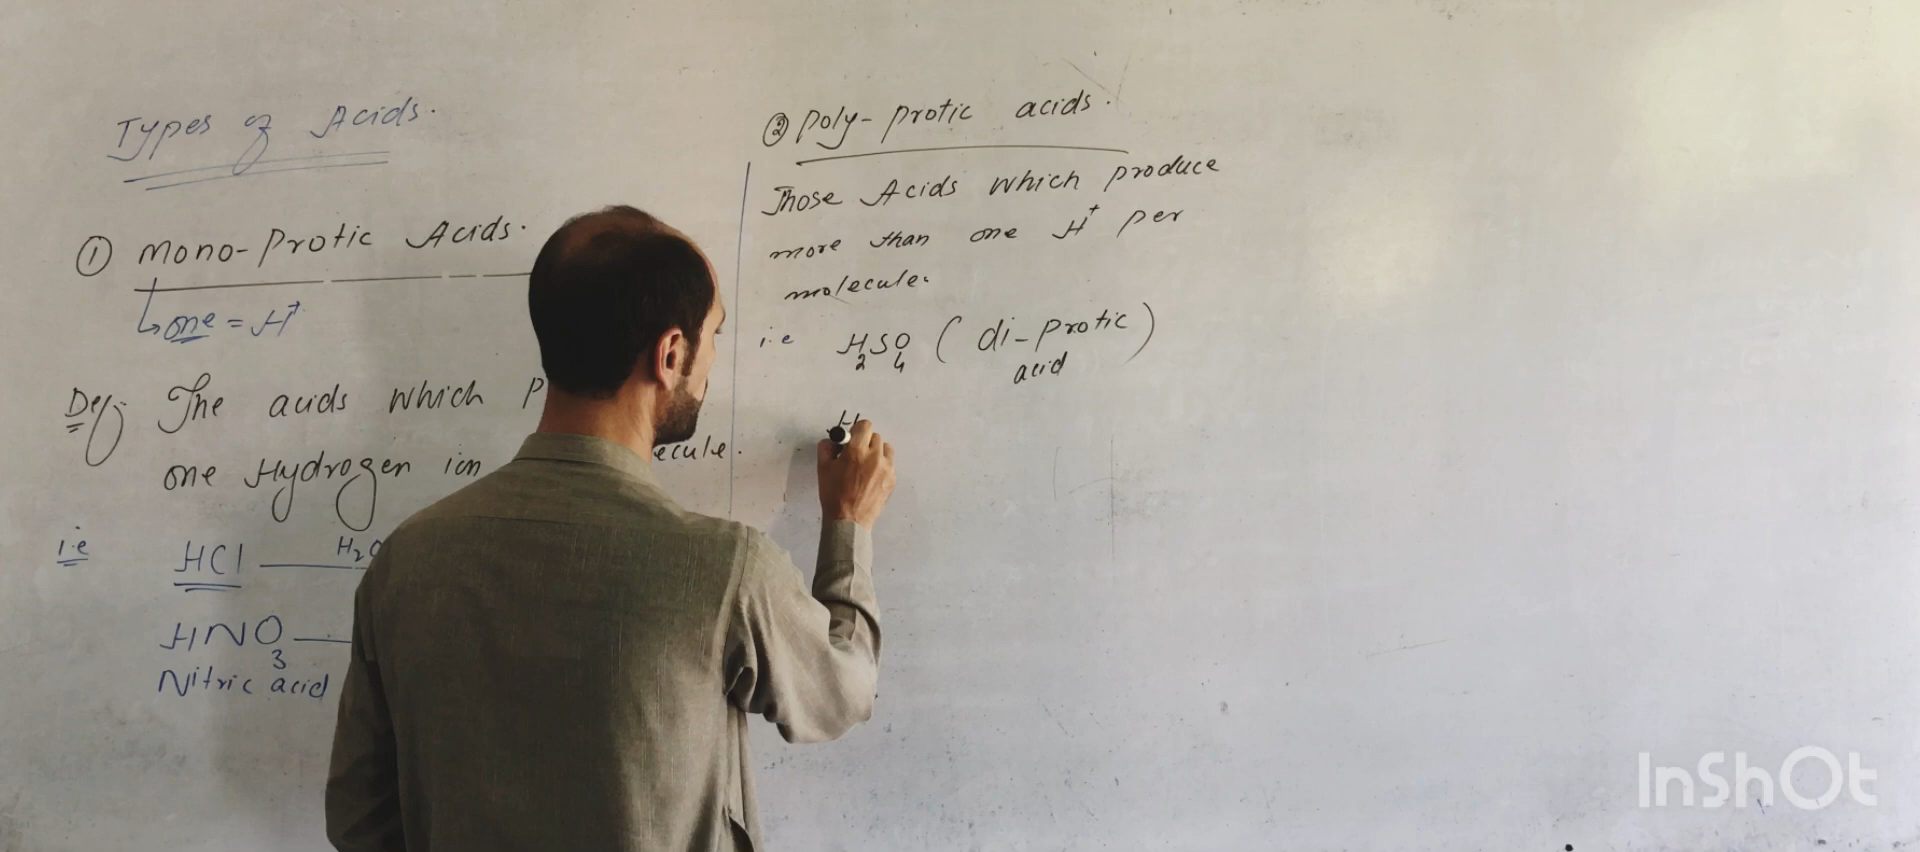 Types of Acids.
① Mono-Protic Acids.
↳ one = H⁺
Def:- The acids which
one Hydrogen ion
i.e HCl — H₂O
HNO₃ —
Nitric acid
② Poly-Protic acids.
Those Acids which produce
more than one H⁺ per
molecule.
i.e H₂SO₄ (di-Protic)
acid
H
InShOt